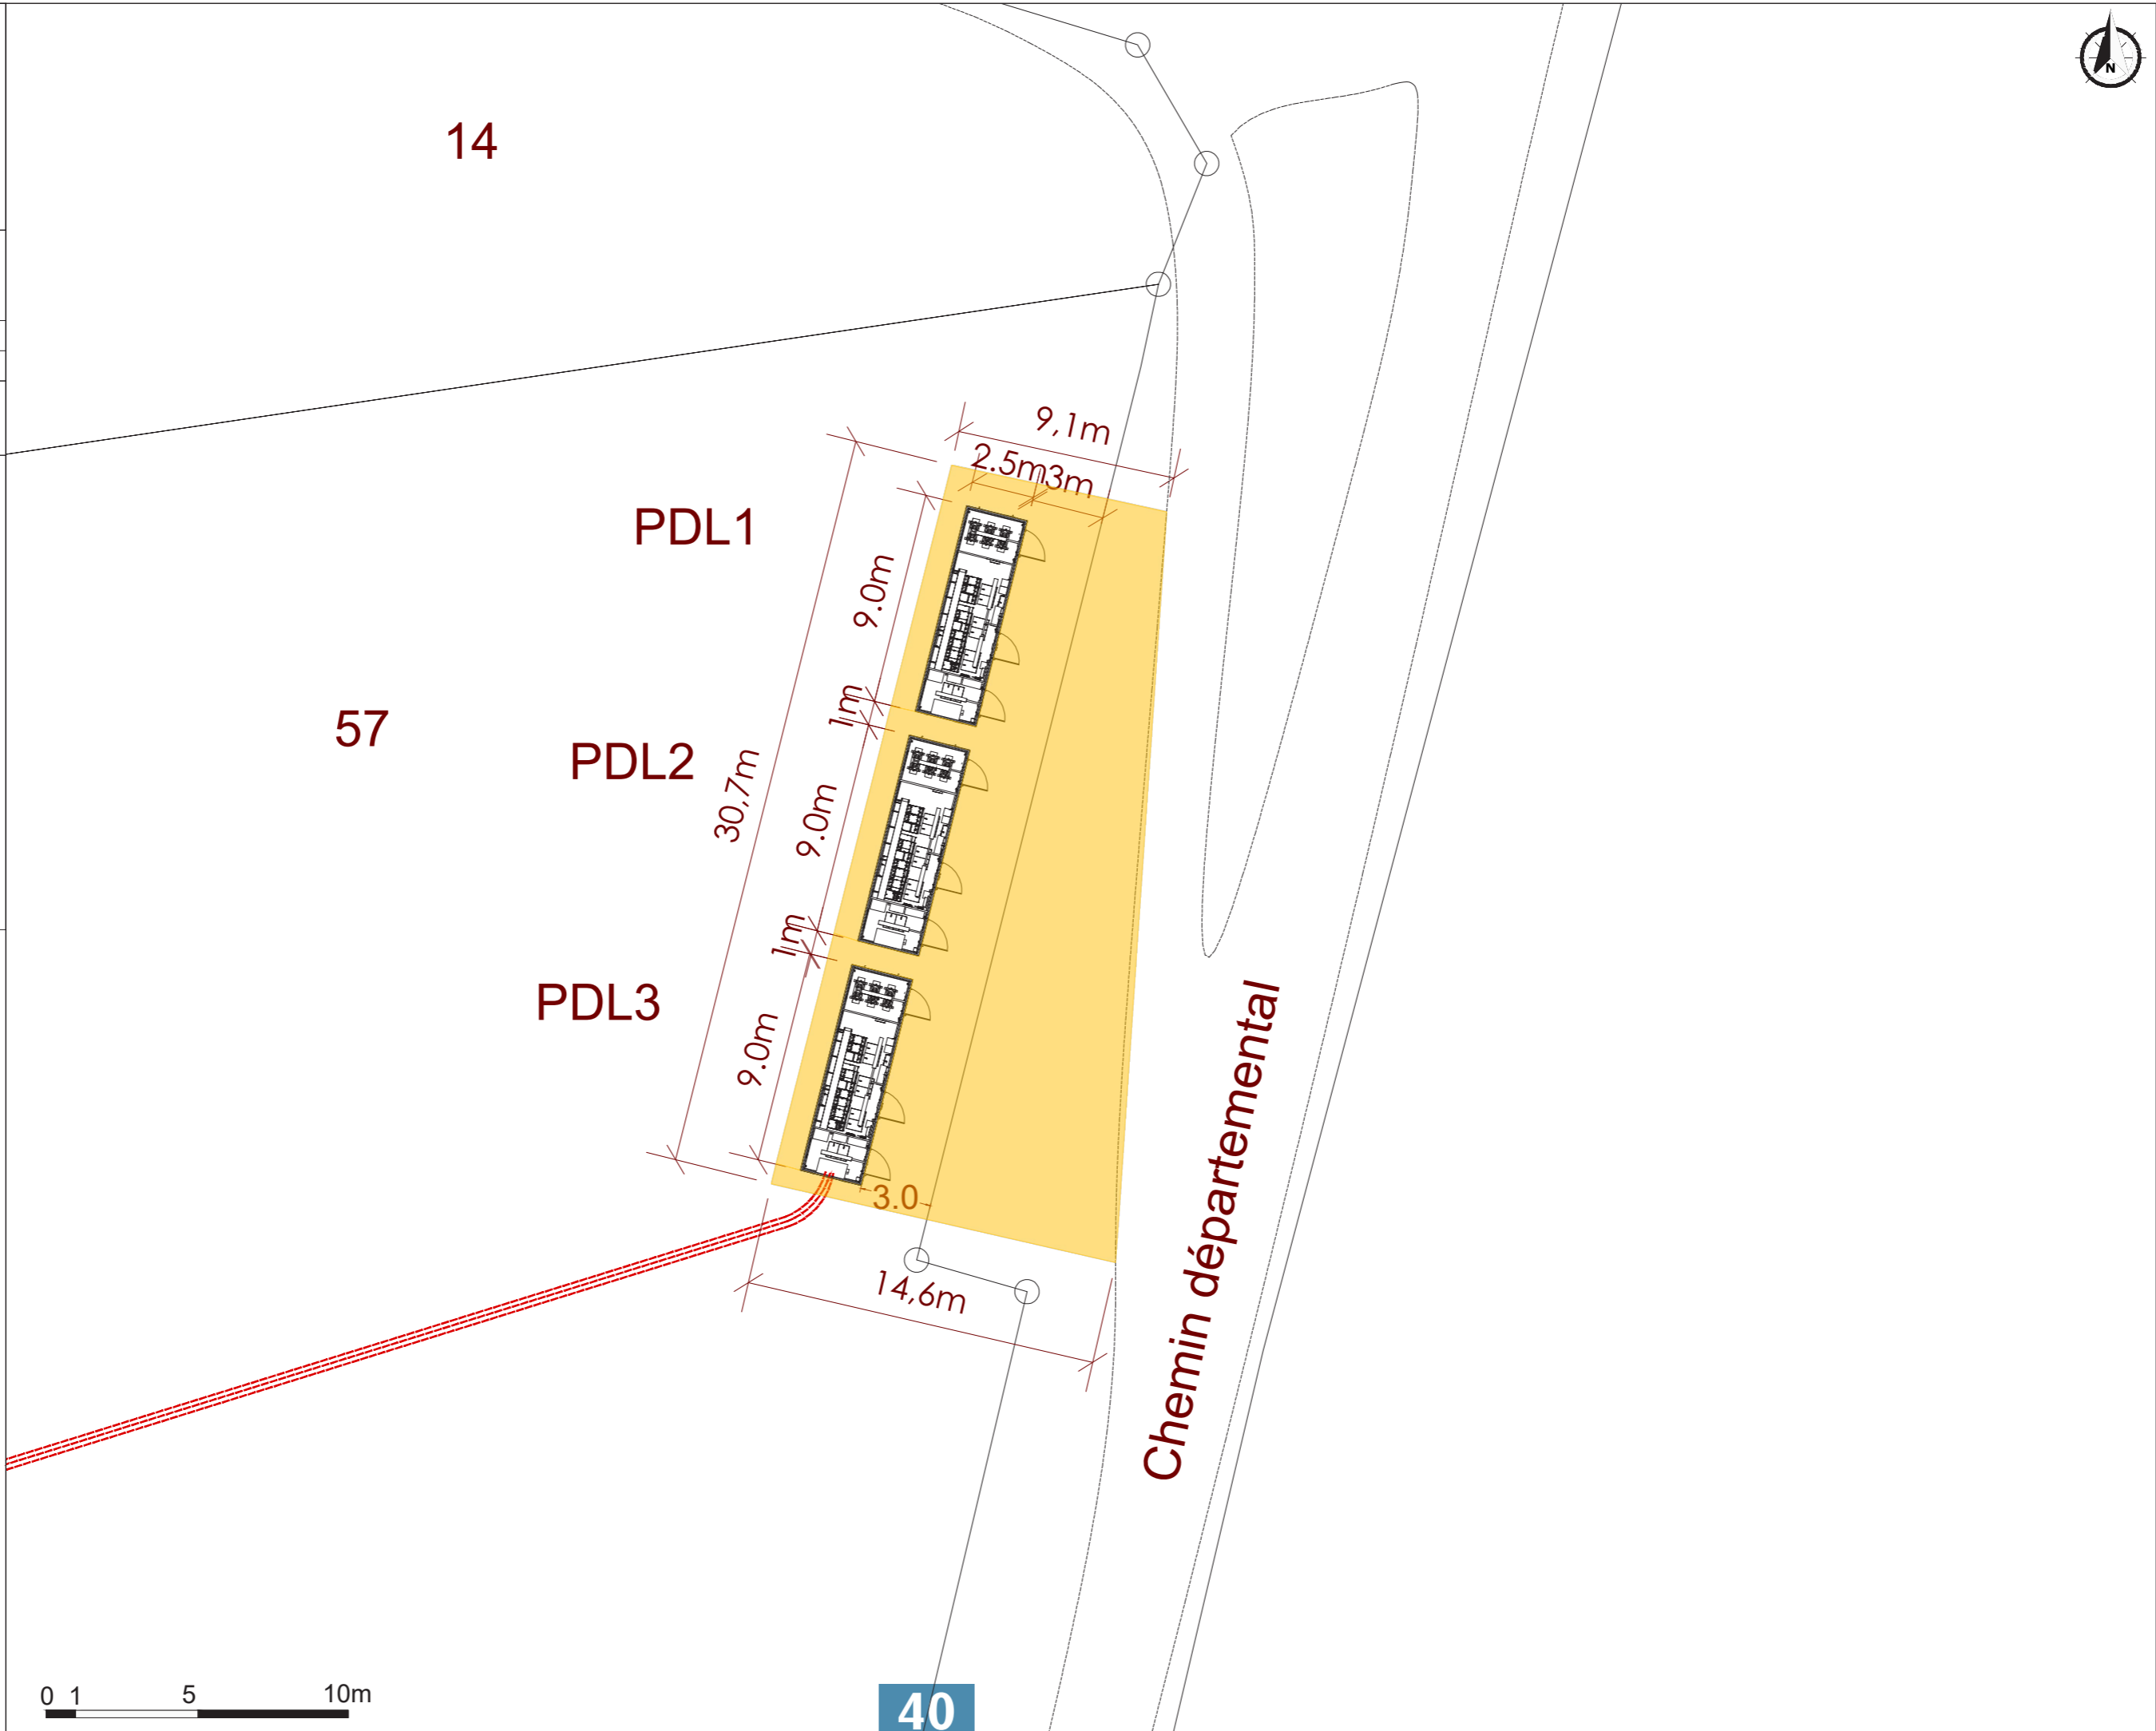 N
14
9,1m
2.5m
3m
PDL1
9.0m
1m
57
PDL2
30,7m
9.0m
1m
PDL3
9.0m
3.0
14,6m
Chemin départemental
0 1 5 10m
40